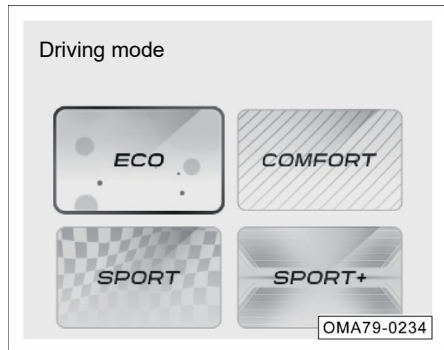 Driving mode
ECO
COMFORT
SPORT
SPORT+
OMA79-0234